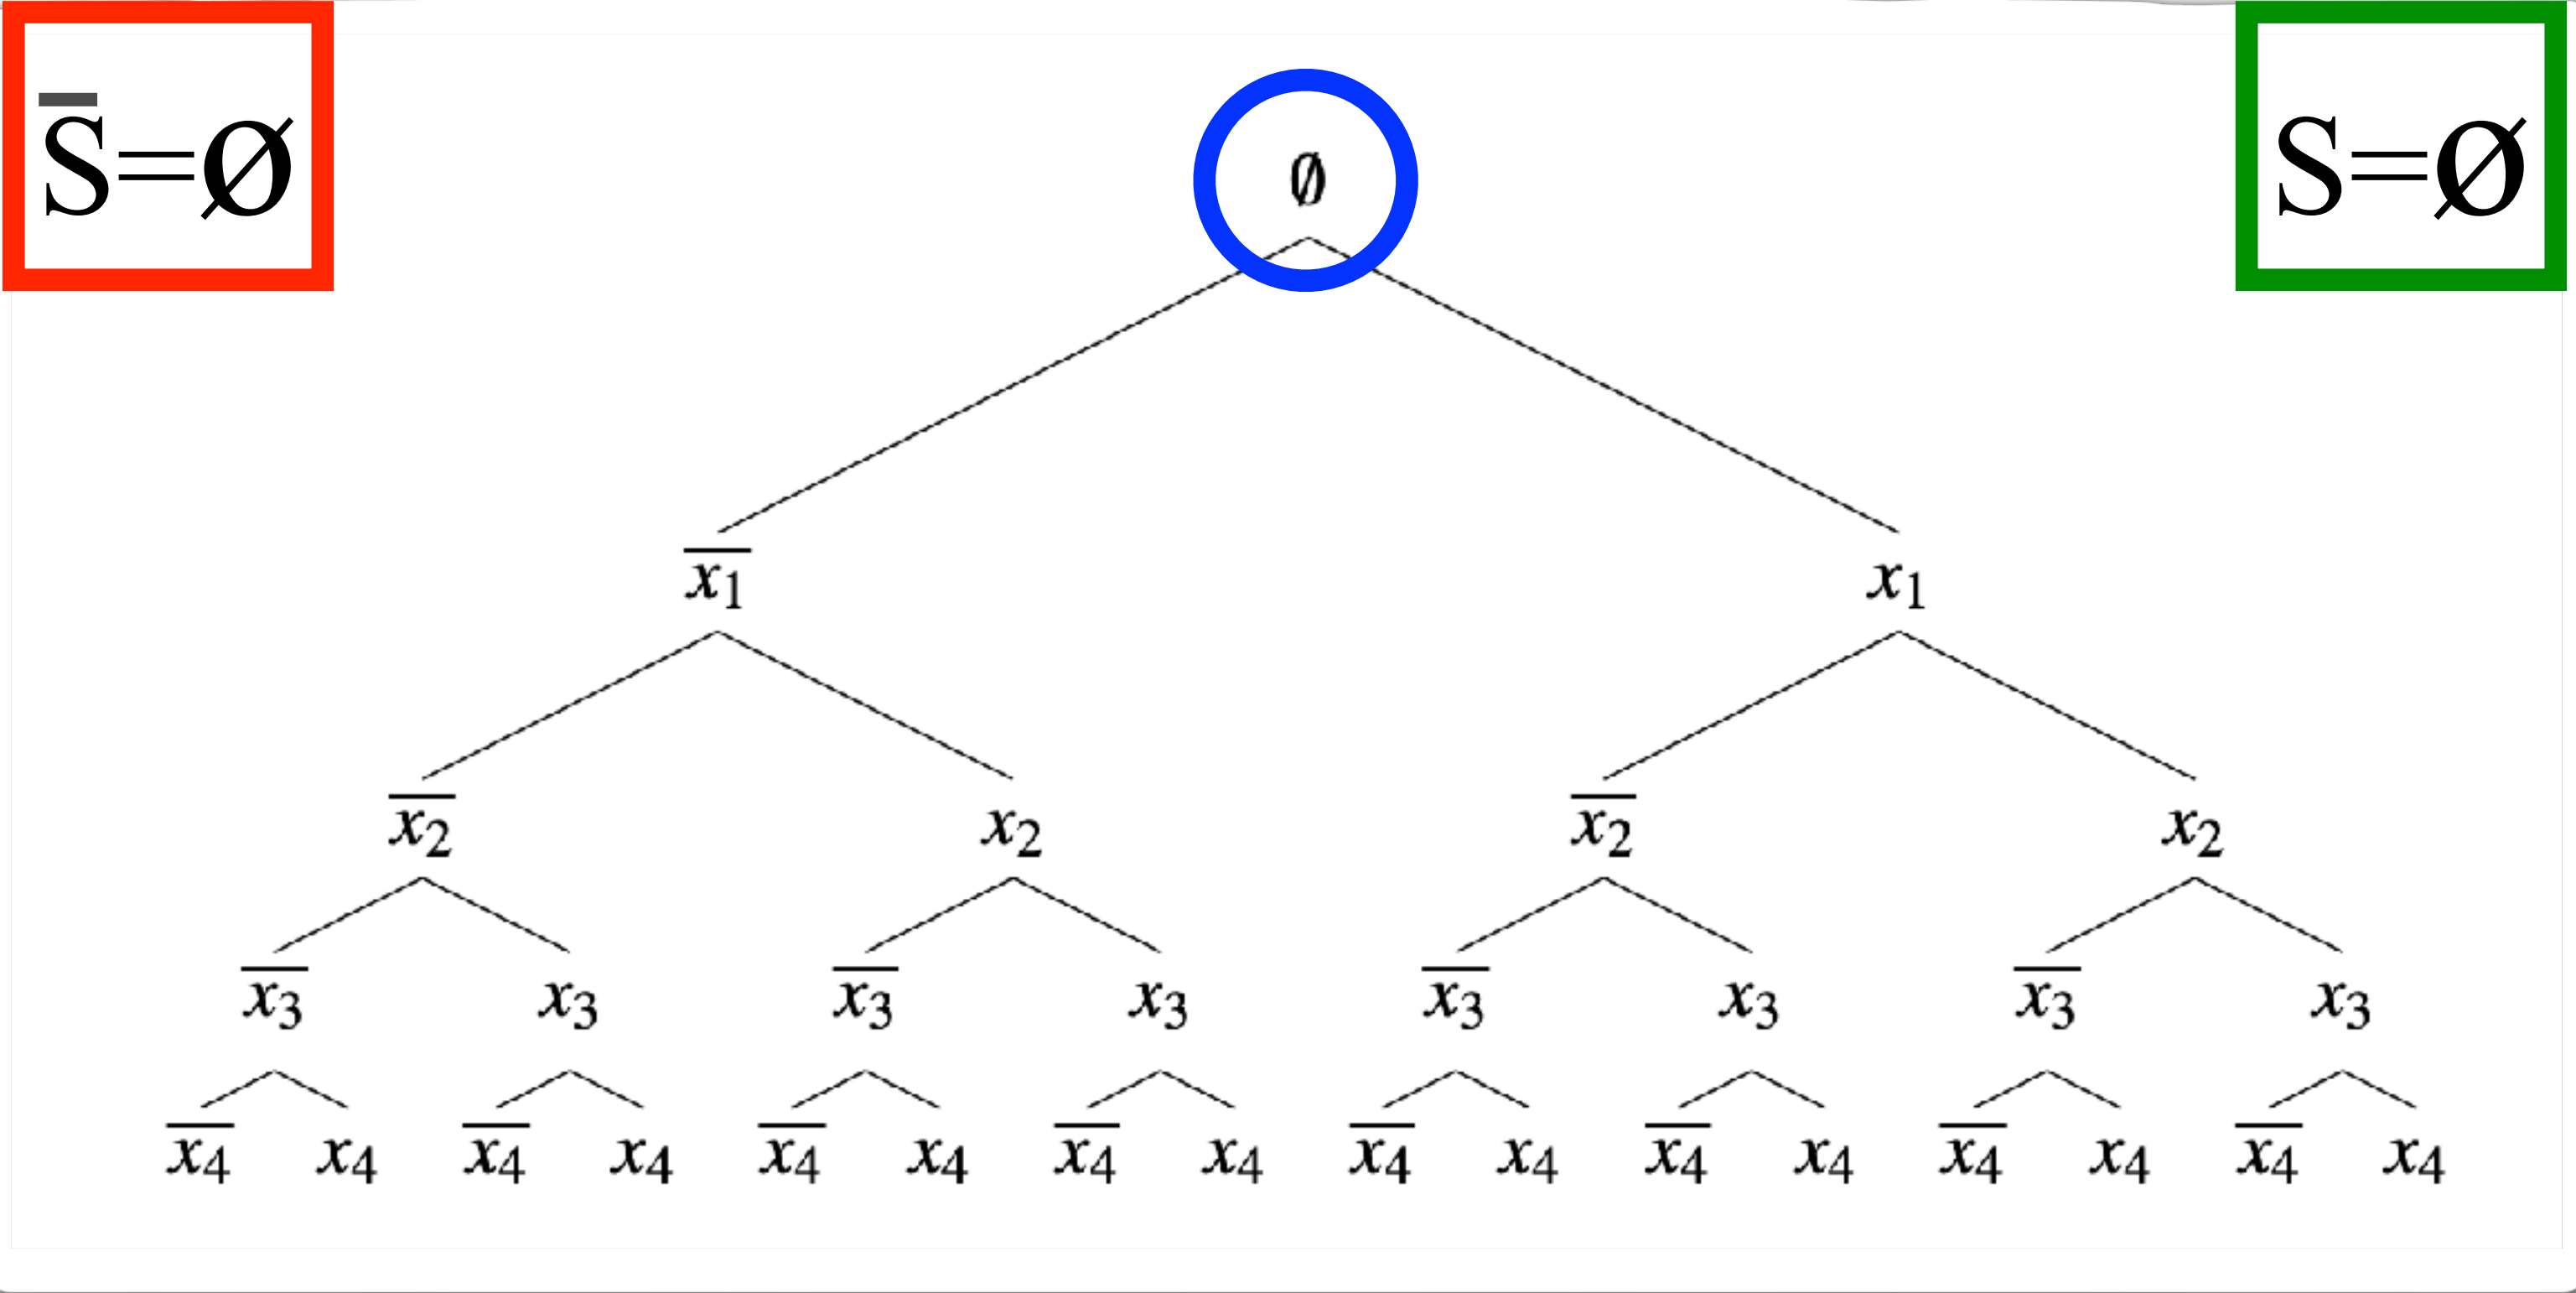 S̅=Ø
∅
S=Ø
x̅₁ x₁
x̅₂ x₂ x̅₂ x₂
x̅₃ x₃ x̅₃ x₃ x̅₃ x₃ x̅₃ x₃
x̅₄ x₄ x̅₄ x₄ x̅₄ x₄ x̅₄ x₄ x̅₄ x₄ x̅₄ x₄ x̅₄ x₄ x̅₄ x₄